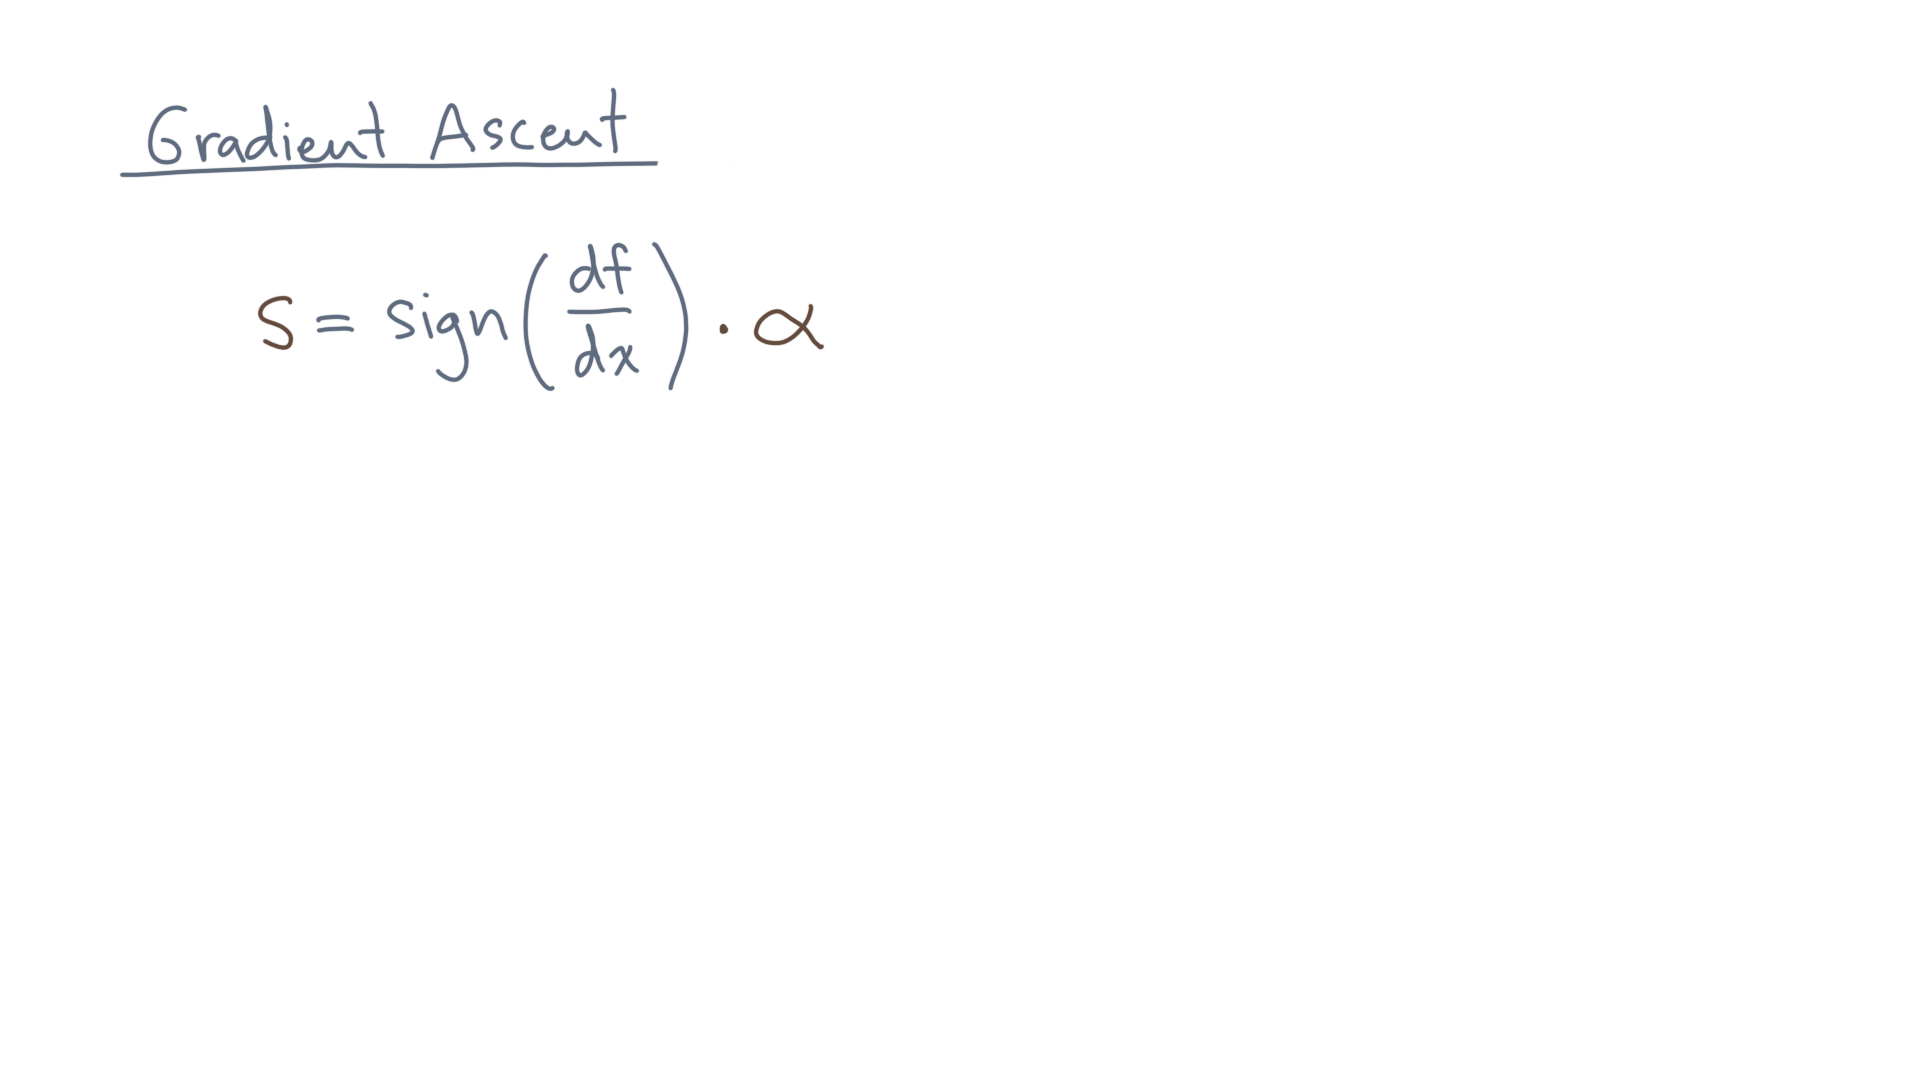 Gradient Ascent
S = sign(df/dx) · α